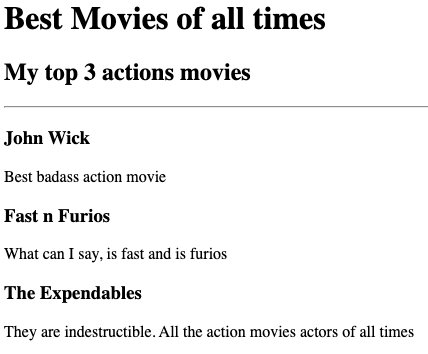 Best Movies of all times
My top 3 actions movies
John Wick
Best badass action movie
Fast n Furios
What can I say, is fast and is furios
The Expendables
They are indestructible. All the action movies actors of all times